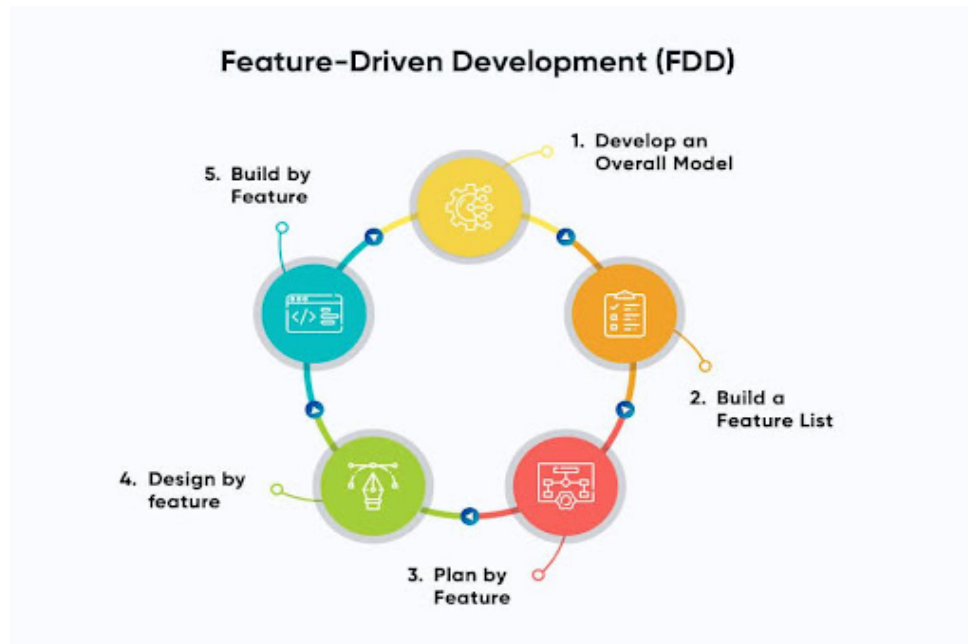 Feature-Driven Development (FDD)
1. Develop an
Overall Model
2. Build a
Feature List
3. Plan by
Feature
4. Design by
feature
5. Build by
Feature
</>